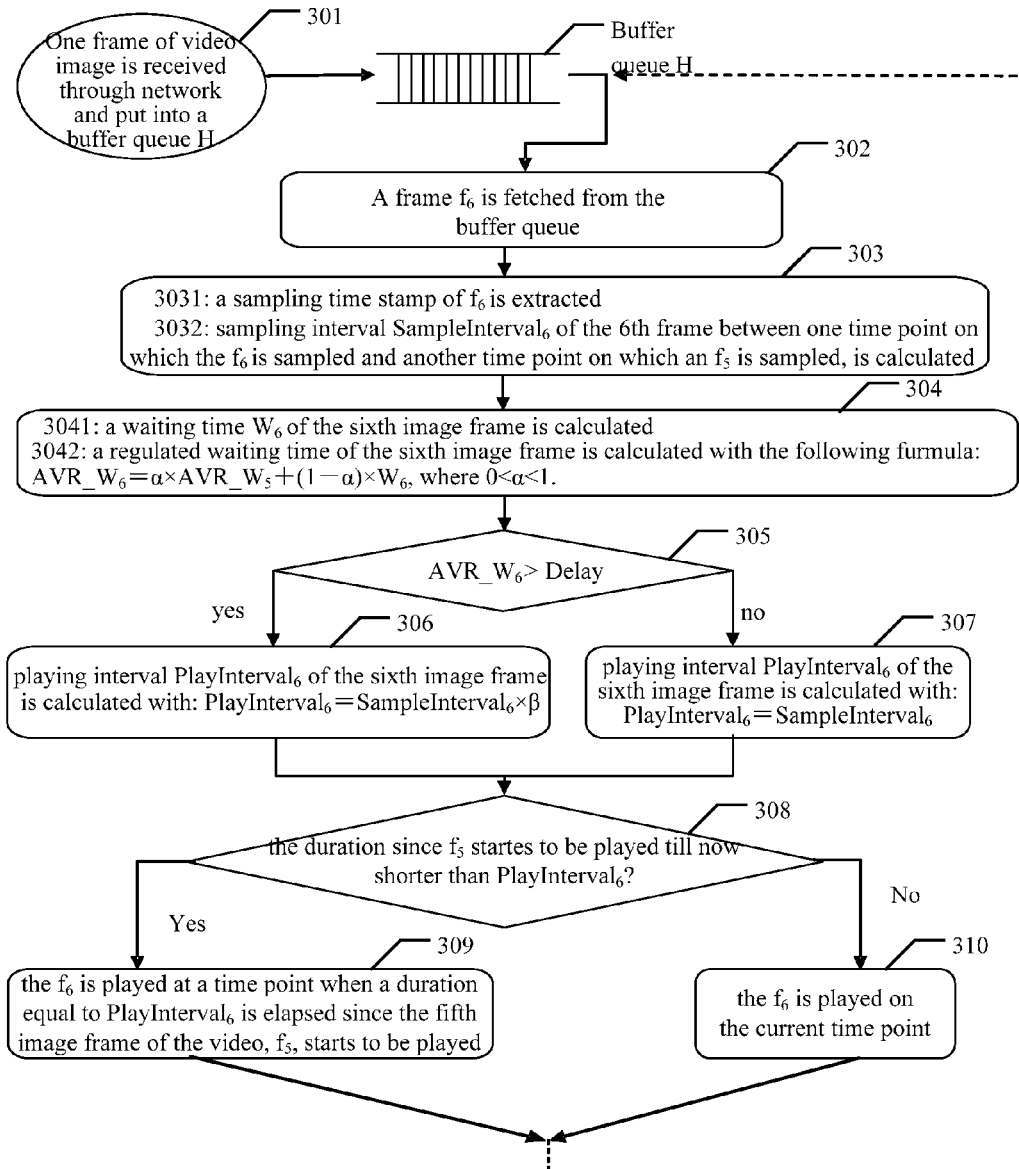 301
One frame of video
image is received
through network
and put into a
buffer queue H
Buffer
queue H
302
A frame f₆ is fetched from the
buffer queue
303
3031: a sampling time stamp of f₆ is extracted
3032: sampling interval SampleInterval₆ of the 6th frame between one time point on
which the f₆ is sampled and another time point on which an f₅ is sampled, is calculated
304
3041: a waiting time W₆ of the sixth image frame is calculated
3042: a regulated waiting time of the sixth image frame is calculated with the following furmula:
AVR_W₆=α×AVR_W₅+(1-α)×W₆, where 0<α<1.
305
AVR_W₆> Delay
yes
no
306
playing interval PlayInterval₆ of the sixth image frame
is calculated with: PlayInterval₆=SampleInterval₆×β
307
playing interval PlayInterval₆ of the
sixth image frame is calculated with:
PlayInterval₆=SampleInterval₆
308
the duration since f₅ startes to be played till now
shorter than PlayInterval₆?
Yes
No
309
the f₆ is played at a time point when a duration
equal to PlayInterval₆ is elapsed since the fifth
image frame of the video, f₅, starts to be played
310
the f₆ is played on
the current time point